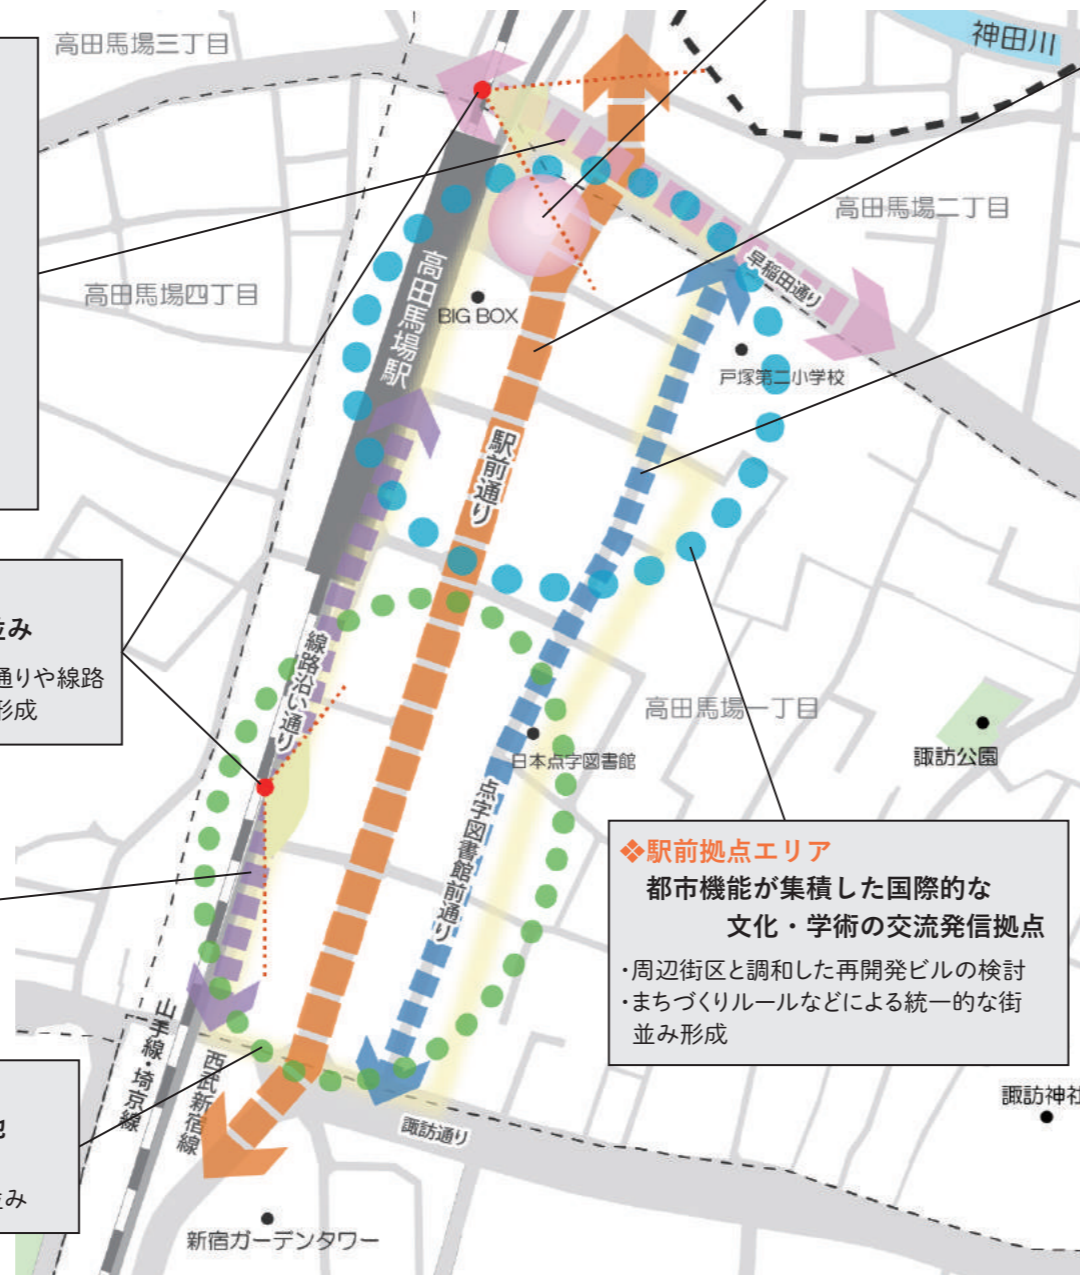 高田馬場三丁目
神田川
高田馬場二丁目
早稲田通り
高田馬場四丁目
高田馬場駅
BIG BOX
戸塚第二小学校
駅前通り
並み
通りや線路
形成
線路沿い通り
高田馬場一丁目
諏訪公園
日本点字図書館
点字図書館前通り
❖駅前拠点エリア
都市機能が集積した国際的な
文化・学術の交流発信拠点
・周辺街区と調和した再開発ビルの検討
・まちづくりルールなどによる統一的な街
並み形成
山手線・埼京線
西武新宿線
諏訪通り
諏訪神社
並み
新宿ガーデンタワー